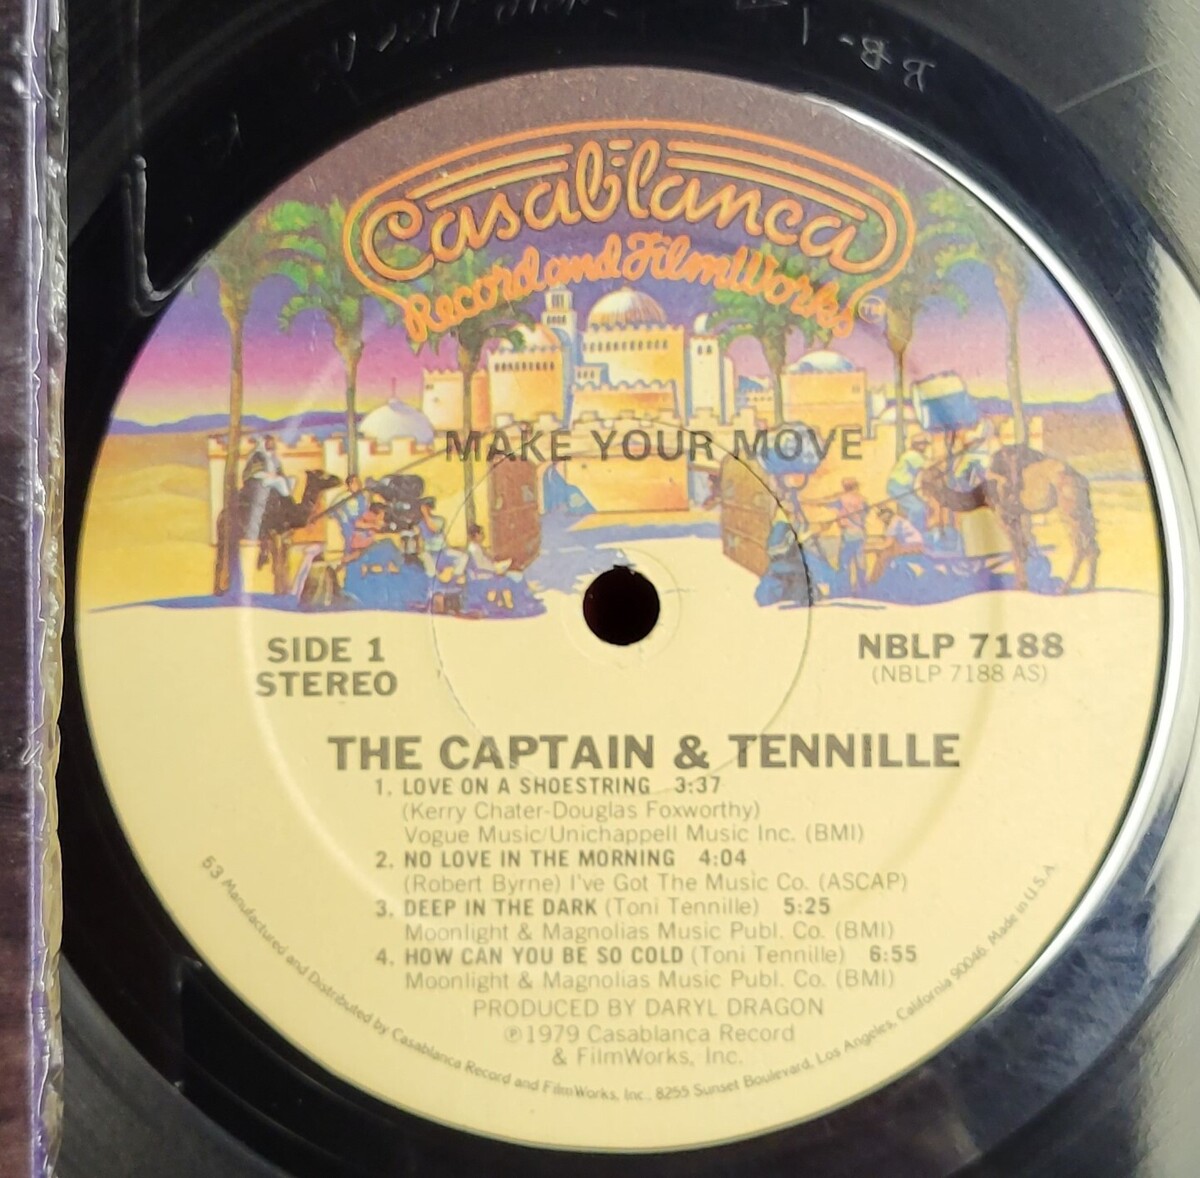 Casablanca
Record and FilmWorks
TM
MAKE YOUR MOVE
SIDE 1
STEREO
NBLP 7188
(NBLP 7188 AS)
THE CAPTAIN & TENNILLE
1. LOVE ON A SHOESTRING 3:37
(Kerry Chater-Douglas Foxworthy)
Vogue Music/Unichappell Music Inc. (BMI)
2. NO LOVE IN THE MORNING 4:04
(Robert Byrne) I've Got The Music Co. (ASCAP)
3. DEEP IN THE DARK (Toni Tennille) 5:25
Moonlight & Magnolias Music Publ. Co. (BMI)
4. HOW CAN YOU BE SO COLD (Toni Tennille) 6:55
Moonlight & Magnolias Music Publ. Co. (BMI)
PRODUCED BY DARYL DRAGON
℗1979 Casablanca Record
& FilmWorks, Inc.
53 Manufactured and Distributed by Casablanca Record and FilmWorks, Inc., 8255 Sunset Boulevard, Los Angeles, California 90046. Made in U.S.A.